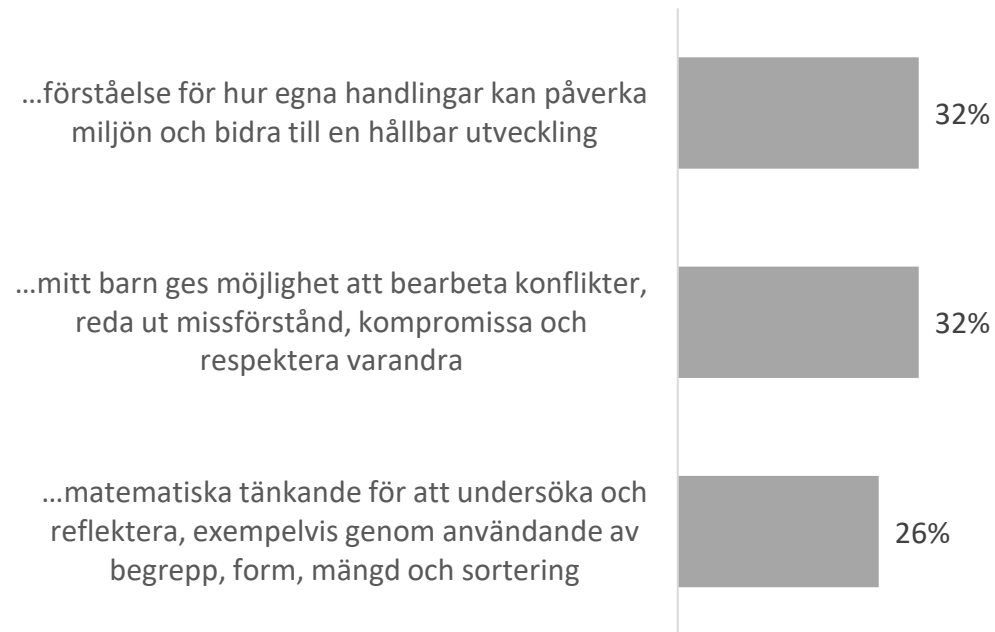 …förståelse för hur egna handlingar kan påverka
miljön och bidra till en hållbar utveckling
32%
…mitt barn ges möjlighet att bearbeta konflikter,
reda ut missförstånd, kompromissa och
respektera varandra
32%
…matematiska tänkande för att undersöka och
reflektera, exempelvis genom användande av
begrepp, form, mängd och sortering
26%